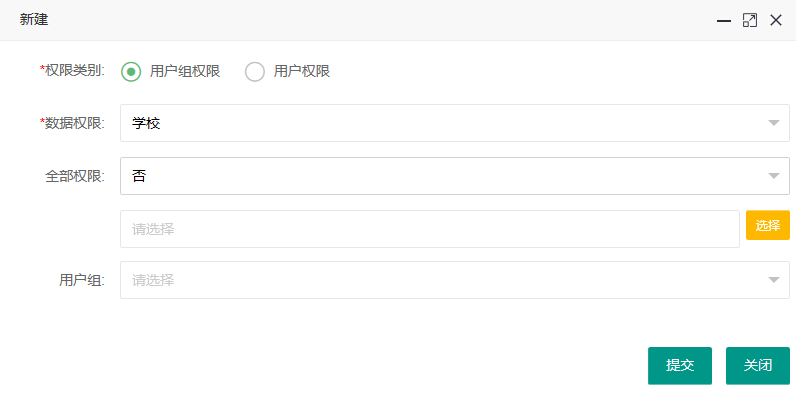 新建
*权限类别: 用户组权限 用户权限
*数据权限: 学校
全部权限: 否
请选择 选择
用户组: 请选择
提交 关闭